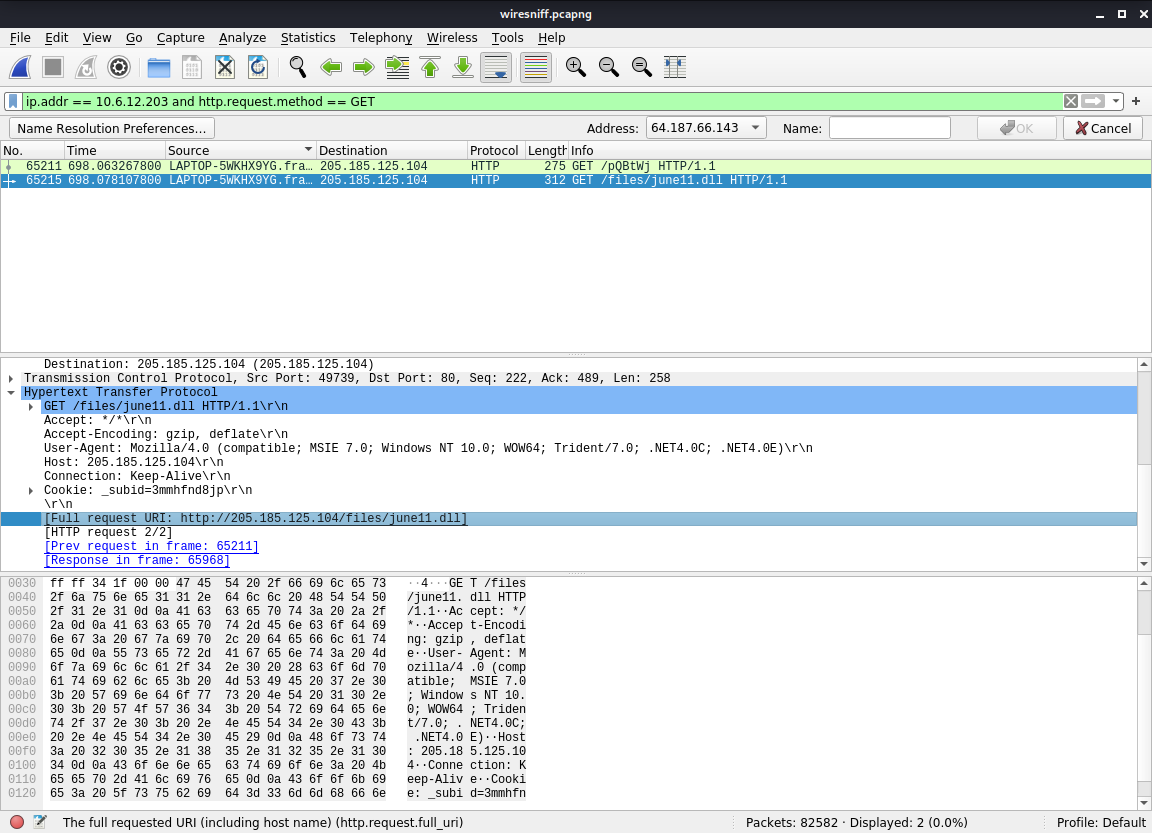 wiresniff.pcapng
File Edit View Go Capture Analyze Statistics Telephony Wireless Tools Help
ip.addr == 10.6.12.203 and http.request.method == GET
Name Resolution Preferences... Address: 64.187.66.143 Name: OK Cancel
No. Time Source Destination Protocol Length Info
65211 698.063267800 LAPTOP-5WKHX9YG.fra… 205.185.125.104 HTTP 275 GET /pQBtWj HTTP/1.1
65215 698.078107800 LAPTOP-5WKHX9YG.fra… 205.185.125.104 HTTP 312 GET /files/june11.dll HTTP/1.1
Destination: 205.185.125.104 (205.185.125.104)
Transmission Control Protocol, Src Port: 49739, Dst Port: 80, Seq: 222, Ack: 489, Len: 258
Hypertext Transfer Protocol
GET /files/june11.dll HTTP/1.1\r\n
Accept: */*\r\n
Accept-Encoding: gzip, deflate\r\n
User-Agent: Mozilla/4.0 (compatible; MSIE 7.0; Windows NT 10.0; WOW64; Trident/7.0; .NET4.0C; .NET4.0E)\r\n
Host: 205.185.125.104\r\n
Connection: Keep-Alive\r\n
Cookie: _subid=3mmhfnd8jp\r\n
\r\n
[Full request URI: http://205.185.125.104/files/june11.dll]
[HTTP request 2/2]
[Prev request in frame: 65211]
[Response in frame: 65968]
0030 ff ff 34 1f 00 00 47 45 54 20 2f 66 69 6c 65 73 ··4···GE T /files
0040 2f 6a 75 6e 65 31 31 2e 64 6c 6c 20 48 54 54 50 /june11. dll HTTP
0050 2f 31 2e 31 0d 0a 41 63 63 65 70 74 3a 20 2a 2f /1.1··Ac cept: */
0060 2a 0d 0a 41 63 63 65 70 74 2d 45 6e 63 6f 64 69 *··Accep t-Encodi
0070 6e 67 3a 20 67 7a 69 70 2c 20 64 65 66 6c 61 74 ng: gzip , deflat
0080 65 0d 0a 55 73 65 72 2d 41 67 65 6e 74 3a 20 4d e··User- Agent: M
0090 6f 7a 69 6c 6c 61 2f 34 2e 30 20 28 63 6f 6d 70 ozilla/4 .0 (comp
00a0 61 74 69 62 6c 65 3b 20 4d 53 49 45 20 37 2e 30 atible; MSIE 7.0
00b0 3b 20 57 69 6e 64 6f 77 73 20 4e 54 20 31 30 2e ; Window s NT 10.
00c0 30 3b 20 57 4f 57 36 34 3b 20 54 72 69 64 65 6e 0; WOW64 ; Triden
00d0 74 2f 37 2e 30 3b 20 2e 4e 45 54 34 2e 30 43 3b t/7.0; . NET4.0C;
00e0 20 2e 4e 45 54 34 2e 30 45 29 0d 0a 48 6f 73 74 .NET4.0 E)··Host
00f0 3a 20 32 30 35 2e 31 38 35 2e 31 32 35 2e 31 30 : 205.18 5.125.10
0100 34 0d 0a 43 6f 6e 6e 65 63 74 69 6f 6e 3a 20 4b 4··Conne ction: K
0110 65 65 70 2d 41 6c 69 76 65 0d 0a 43 6f 6f 6b 69 eep-Aliv e··Cooki
0120 65 3a 20 5f 73 75 62 69 64 3d 33 6d 6d 68 66 6e e: _subi d=3mmhfn
The full requested URI (including host name) (http.request.full_uri) Packets: 82582 · Displayed: 2 (0.0%) Profile: Default